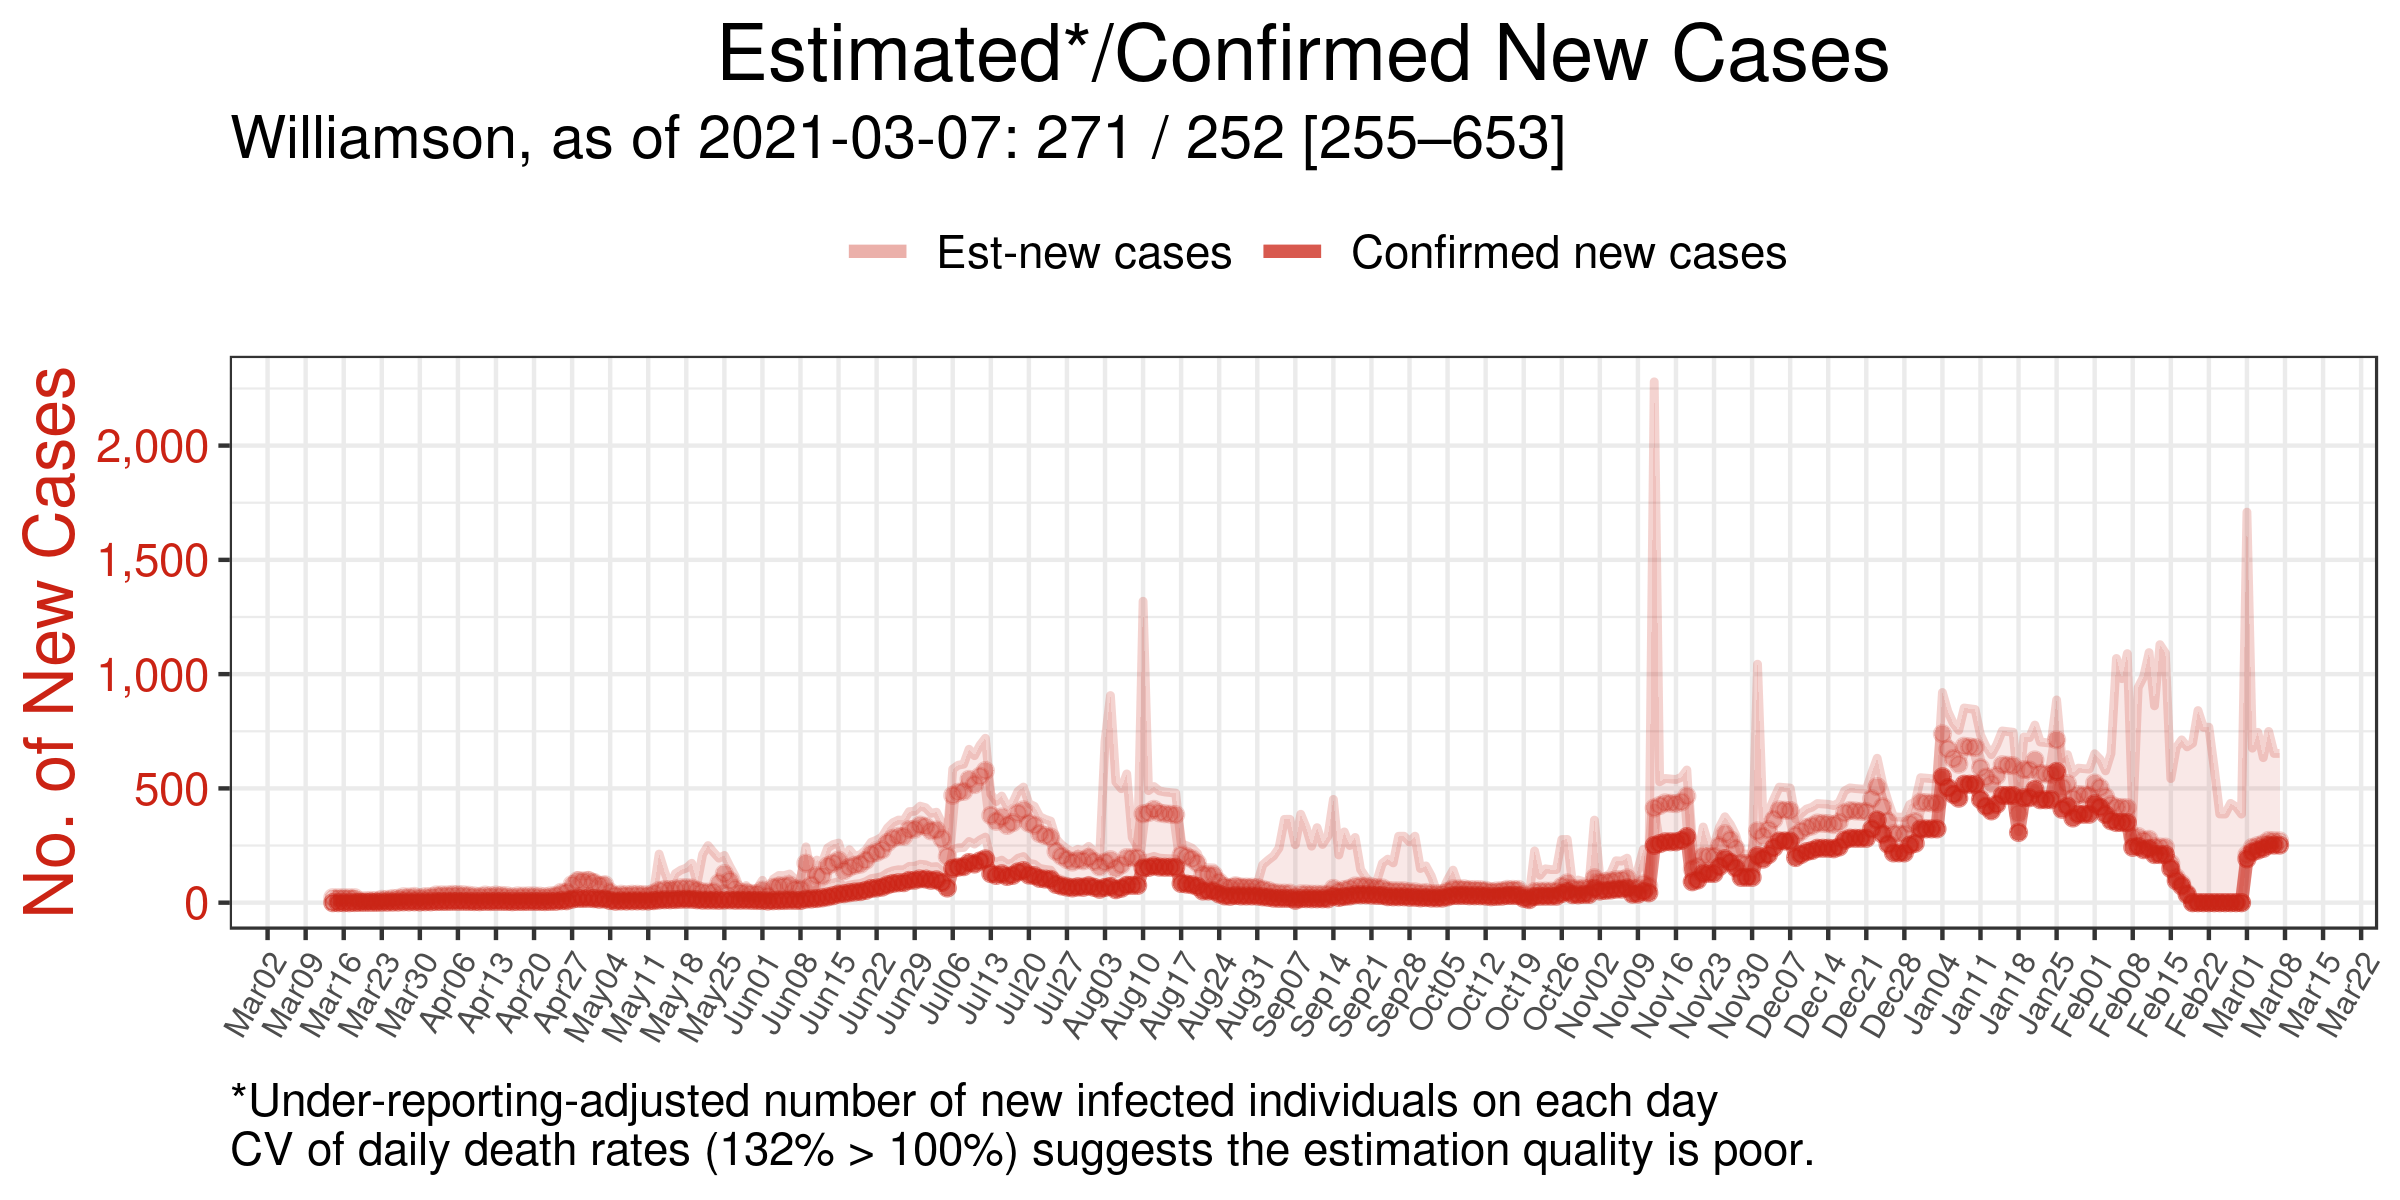 Estimated*/Confirmed New Cases
Williamson, as of 2021-03-07: 271 / 252 [255–653]
Est-new cases Confirmed new cases
No. of New Cases
2,000
1,500
1,000
500
0
Mar02 Mar09 Mar16 Mar23 Mar30 Apr06 Apr13 Apr20 Apr27 May04 May11 May18 May25 Jun01 Jun08 Jun15 Jun22 Jun29 Jul06 Jul13 Jul20 Jul27 Aug03 Aug10 Aug17 Aug24 Aug31 Sep07 Sep14 Sep21 Sep28 Oct05 Oct12 Oct19 Oct26 Nov02 Nov09 Nov16 Nov23 Nov30 Dec07 Dec14 Dec21 Dec28 Jan04 Jan11 Jan18 Jan25 Feb01 Feb08 Feb15 Feb22 Mar01 Mar08 Mar15 Mar22
*Under-reporting-adjusted number of new infected individuals on each day
CV of daily death rates (132% > 100%) suggests the estimation quality is poor.